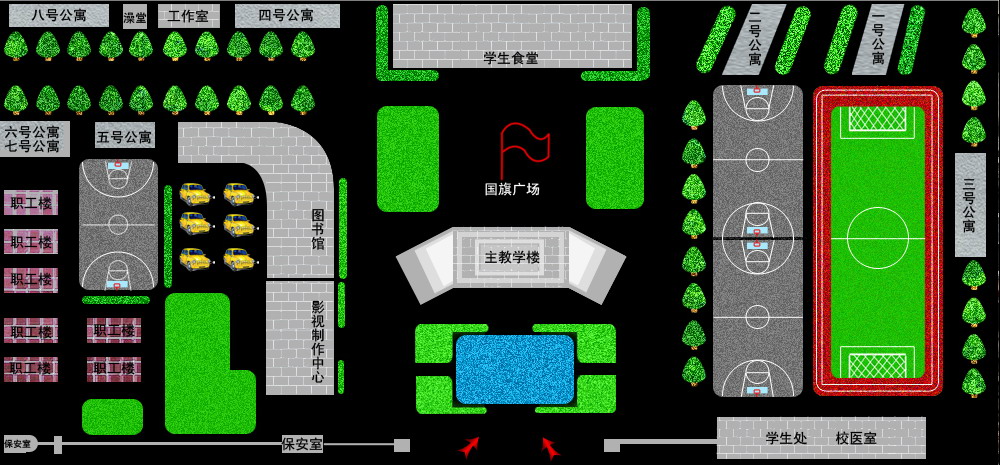 八号公寓
澡堂
工作室
四号公寓
学生食堂
二号公寓
一号公寓
六号公寓
七号公寓
五号公寓
三号公寓
国旗广场
职工楼
图书馆
职工楼
主教学楼
职工楼
影视制作中心
职工楼
职工楼
职工楼
职工楼
保安室
保安室
学生处 校医室